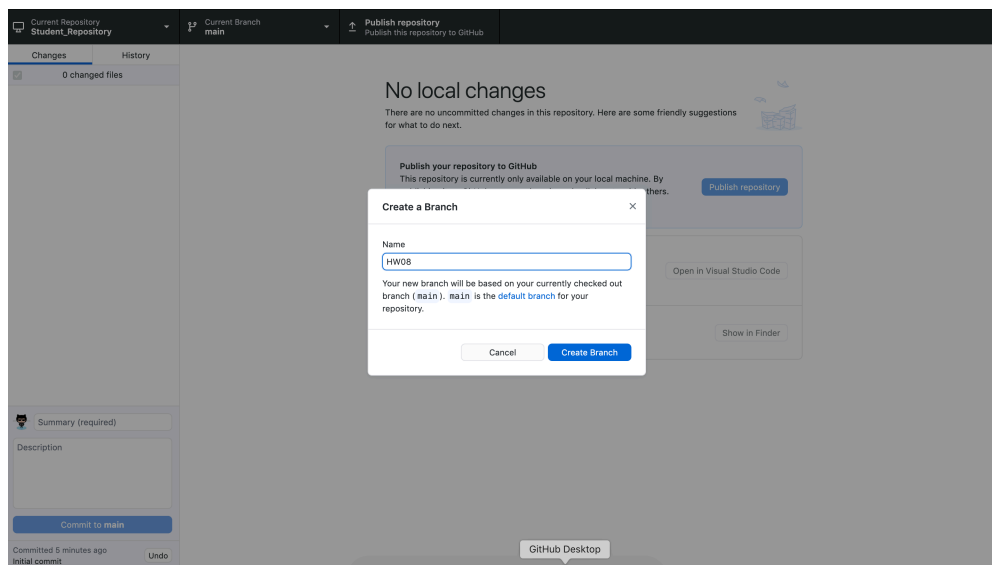 Current Repository
Student_Repository
Current Branch
main
Publish repository
Publish this repository to GitHub
Changes
History
0 changed files
No local changes
There are no uncommitted changes in this repository. Here are some friendly suggestions
for what to do next.
Publish your repository to GitHub
This repository is currently only available on your local machine. By
thers.
Publish repository
Open in Visual Studio Code
Show in Finder
Create a Branch
Name
HW08
Your new branch will be based on your currently checked out
branch (main). main is the default branch for your
repository.
Cancel
Create Branch
Summary (required)
Description
Commit to main
Committed 5 minutes ago
Initial commit
Undo
GitHub Desktop